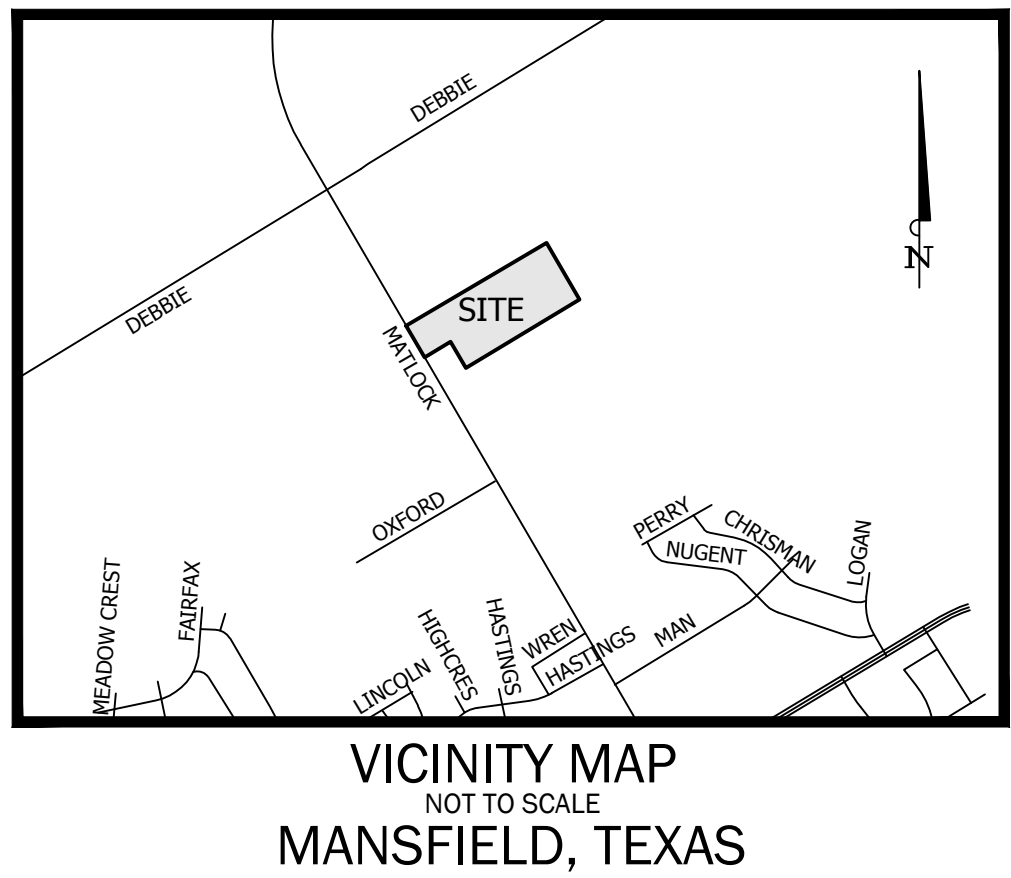 DEBBIE
DEBBIE
N
SITE
MATLOCK
OXFORD
PERRY
CHRISMAN
NUGENT
LOGAN
MEADOW CREST
FAIRFAX
HIGHCRES
HASTINGS
WREN
HASTINGS
MAN
LINCOLN
VICINITY MAP
NOT TO SCALE
MANSFIELD, TEXAS